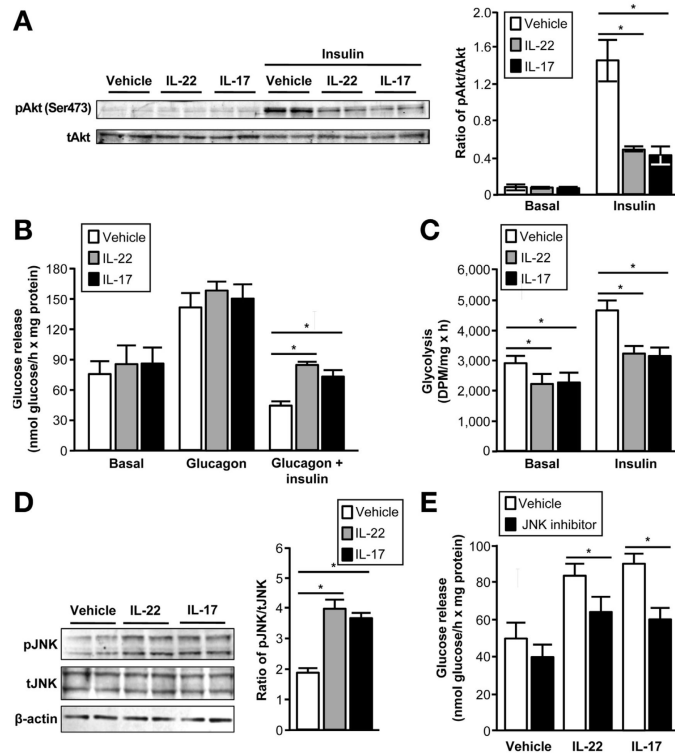 A
Insulin
Vehicle IL-22 IL-17 Vehicle IL-22 IL-17
pAkt (Ser473)
tAkt
Vehicle
IL-22
IL-17
Ratio of pAkt/tAkt
2.0
1.6
1.2
0.8
0.4
0
* *
Basal Insulin
B
Vehicle
IL-22
IL-17
Glucose release
(nmol glucose/h x mg protein)
180
150
120
90
60
30
0
*
*
Basal Glucagon Glucagon +
insulin
C
Vehicle
IL-22
IL-17
Glycolysis
(DPM/mg x h)
6,000
5,000
4,000
3,000
2,000
1,000
0
*
*
*
*
Basal Insulin
D
Vehicle IL-22 IL-17
pJNK
tJNK
β-actin
Vehicle
IL-22
IL-17
Ratio of pJNK/tJNK
6
5
4
3
2
1
0
*
*
E
Vehicle
JNK inhibitor
Glucose release
(nmol glucose/h x mg protein)
100
80
60
40
20
0
* *
Vehicle IL-22 IL-17